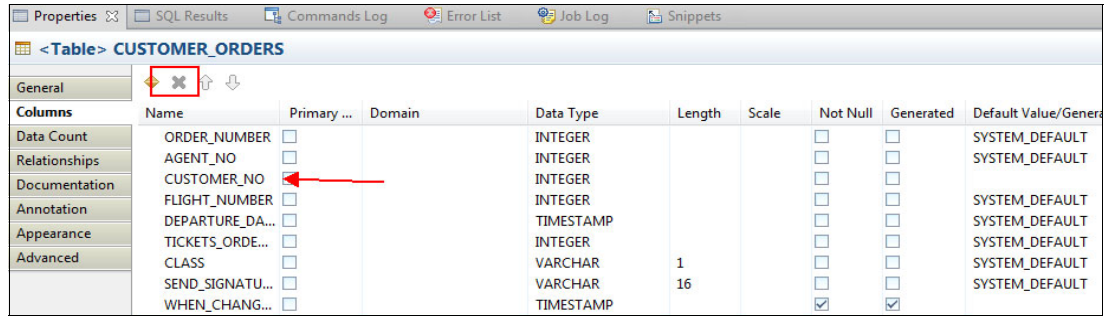 Properties SQL Results Commands Log Error List Job Log Snippets
<Table> CUSTOMER_ORDERS
General
Columns Name Primary ... Domain Data Type Length Scale Not Null Generated Default Value/Genera
Data Count ORDER_NUMBER INTEGER SYSTEM_DEFAULT
Relationships AGENT_NO INTEGER SYSTEM_DEFAULT
Documentation CUSTOMER_NO INTEGER
Annotation FLIGHT_NUMBER INTEGER SYSTEM_DEFAULT
Appearance DEPARTURE_DA... TIMESTAMP SYSTEM_DEFAULT
TICKETS_ORDE... INTEGER SYSTEM_DEFAULT
Advanced CLASS VARCHAR 1 SYSTEM_DEFAULT
SEND_SIGNATU... VARCHAR 16 SYSTEM_DEFAULT
WHEN_CHANG... TIMESTAMP